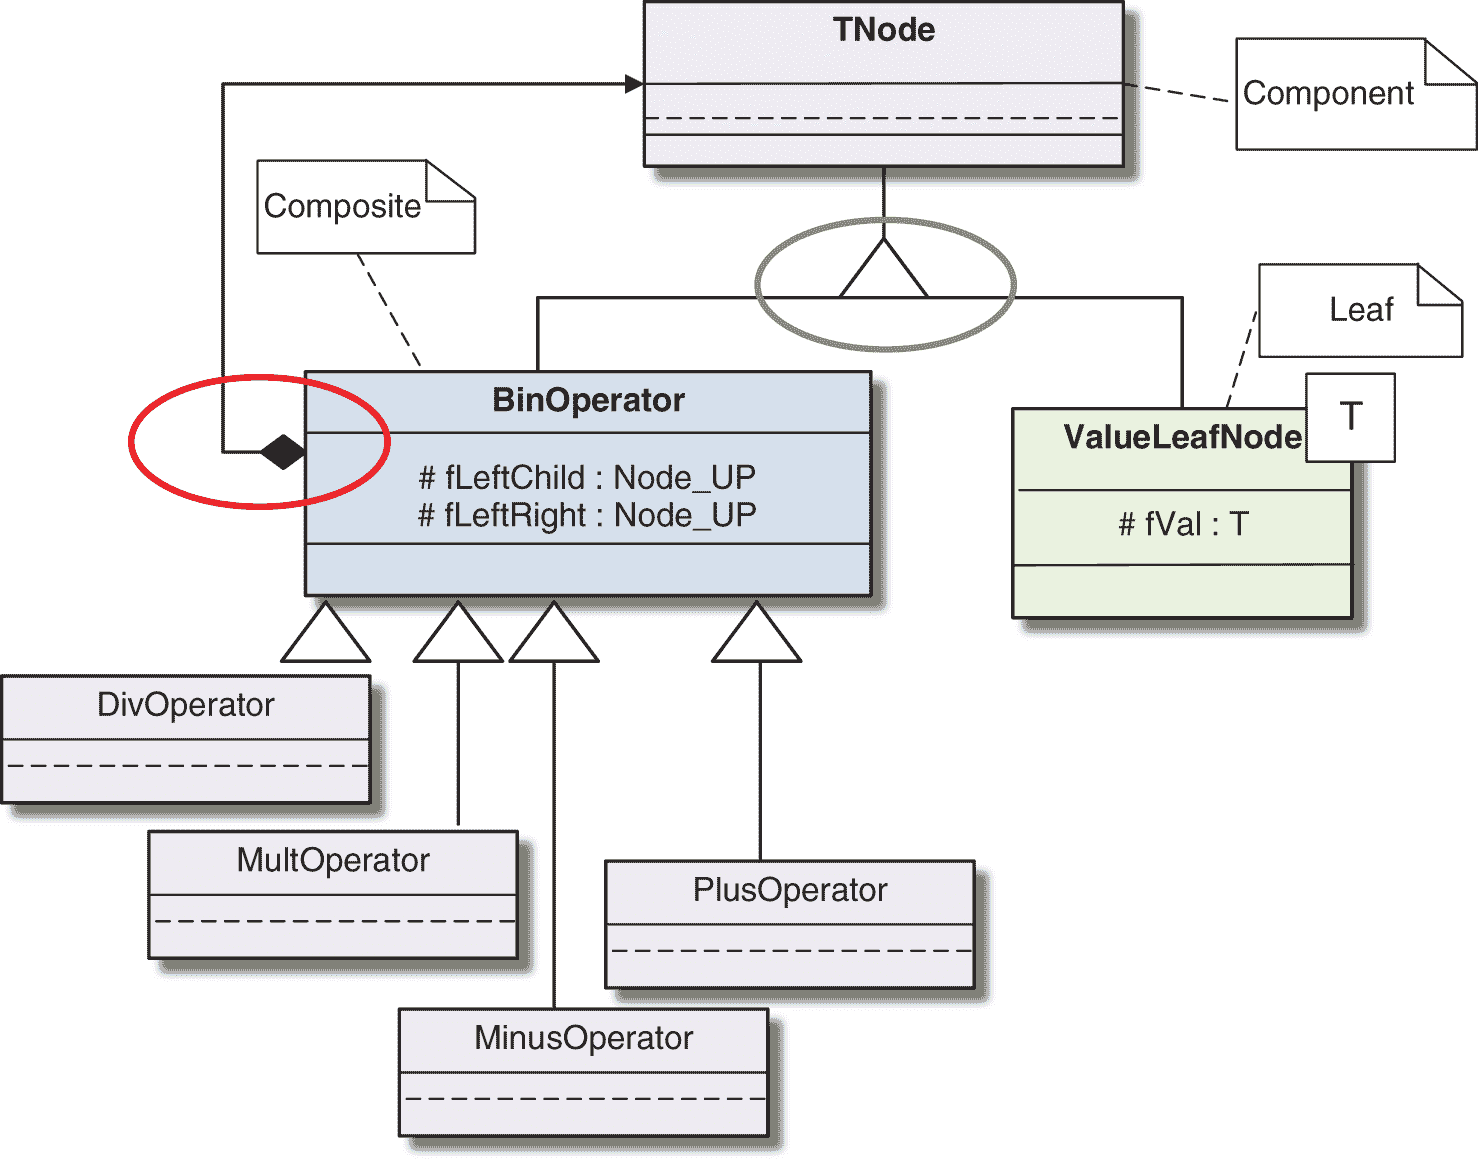 TNode
Component
Composite
Leaf
BinOperator
# fLeftChild : Node_UP
# fLeftRight : Node_UP
T
ValueLeafNode
# fVal : T
DivOperator
MultOperator
PlusOperator
MinusOperator